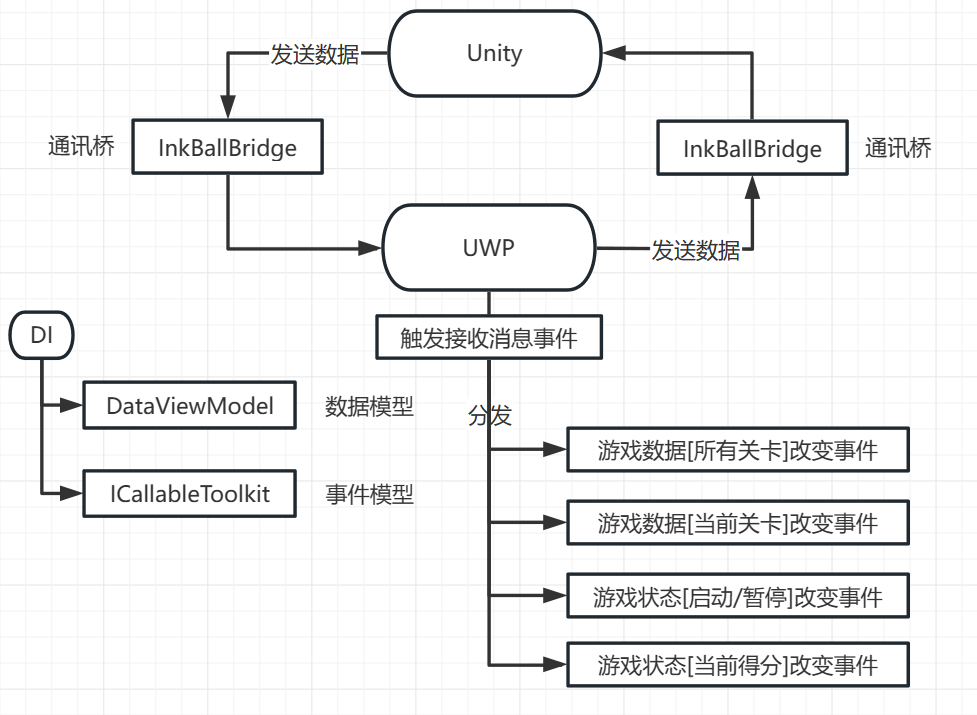 Unity
发送数据
通讯桥
InkBallBridge
InkBallBridge
通讯桥
UWP
发送数据
触发接收消息事件
DI
DataViewModel
数据模型
分发
游戏数据[所有关卡]改变事件
ICallableToolkit
事件模型
游戏数据[当前关卡]改变事件
游戏状态[启动/暂停]改变事件
游戏状态[当前得分]改变事件